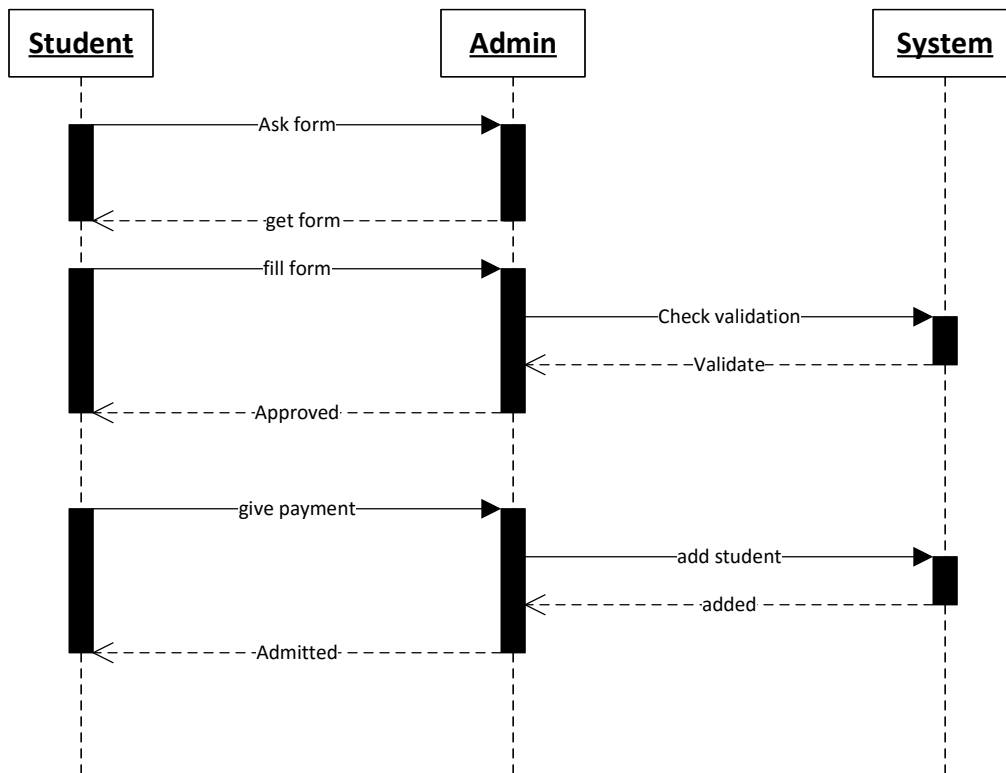 Student
Admin
System
Ask form
get form
fill form
Check validation
Validate
Approved
give payment
add student
added
Admitted